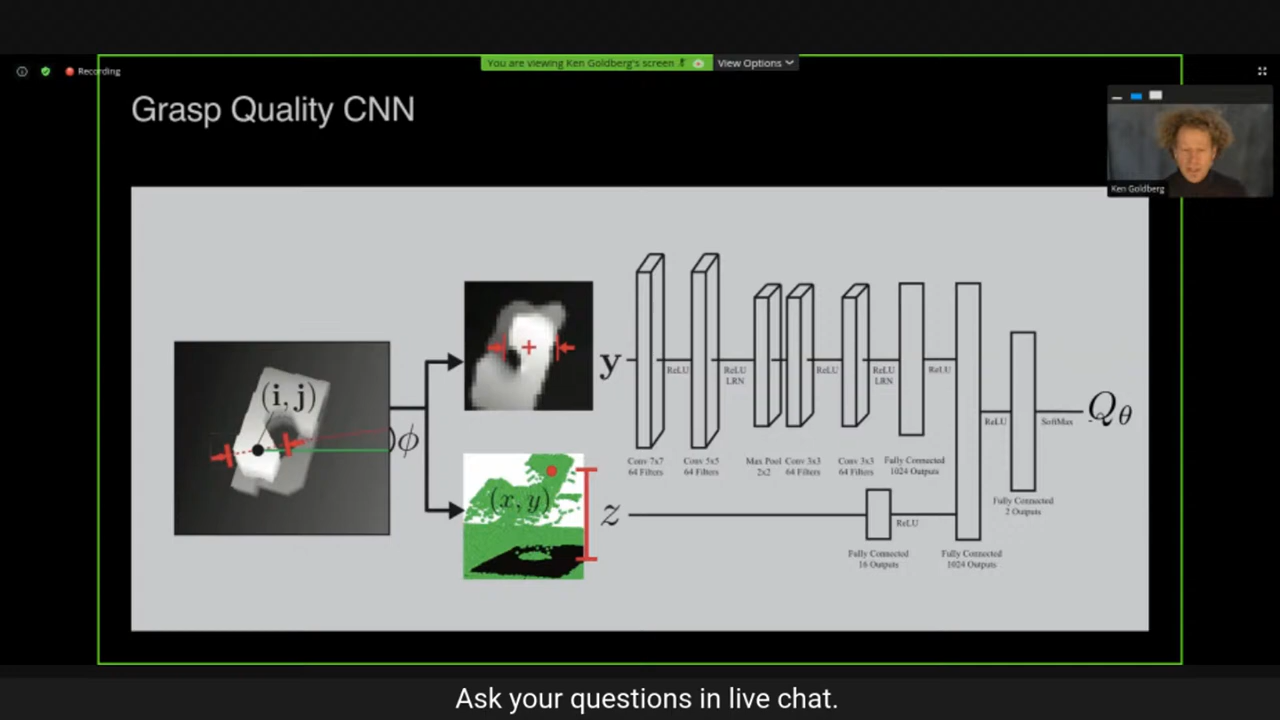 You are viewing Ken Goldberg's screen
View Options
Recording
Grasp Quality CNN
Ken Goldberg
(i, j)
ϕ
y
ReLU
ReLU
LRN
ReLU
ReLU
LRN
ReLU
Conv 7x7
64 Filters
Conv 5x5
64 Filters
Max Pool
2x2
Conv 3x3
64 Filters
Conv 3x3
64 Filters
Fully Connected
1024 Outputs
ReLU
SoftMax
Qθ
(x, y)
z
ReLU
Fully Connected
16 Outputs
Fully Connected
1024 Outputs
Fully Connected
2 Outputs
Ask your questions in live chat.